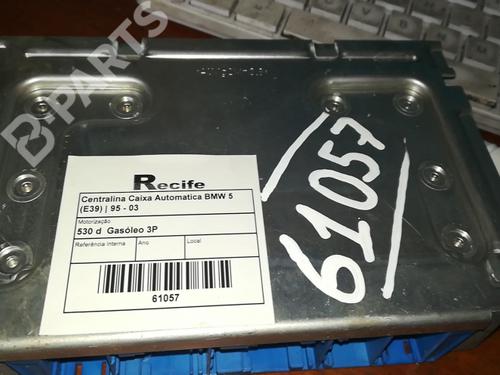 B-PARTS
Recife
Centralina Caixa Automatica BMW 5
(E39) | 95 - 03
Motorização
530 d Gasóleo 3P
Referência Interna Ano Local
61057
61057